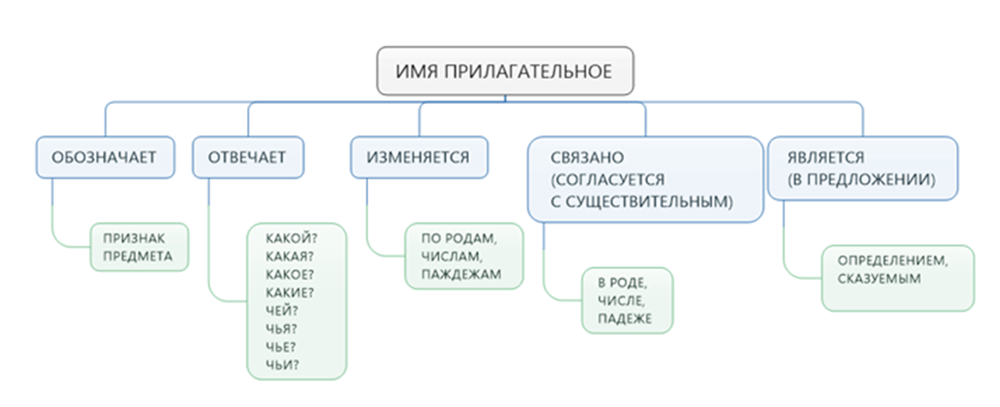 ИМЯ ПРИЛАГАТЕЛЬНОЕ
ОБОЗНАЧАЕТ
ПРИЗНАК
ПРЕДМЕТА
ОТВЕЧАЕТ
КАКОЙ?
КАКАЯ?
КАКОЕ?
КАКИЕ?
ЧЕЙ?
ЧЬЯ?
ЧЬЕ?
ЧЬИ?
ИЗМЕНЯЕТСЯ
ПО РОДАМ,
ЧИСЛАМ,
ПАЖДЕЖАМ
СВЯЗАНО
(СОГЛАСУЕТСЯ
С СУЩЕСТВИТЕЛЬНЫМ)
В РОДЕ,
ЧИСЛЕ,
ПАДЕЖЕ
ЯВЛЯЕТСЯ
(В ПРЕДЛОЖЕНИИ)
ОПРЕДЕЛЕНИЕМ,
СКАЗУЕМЫМ